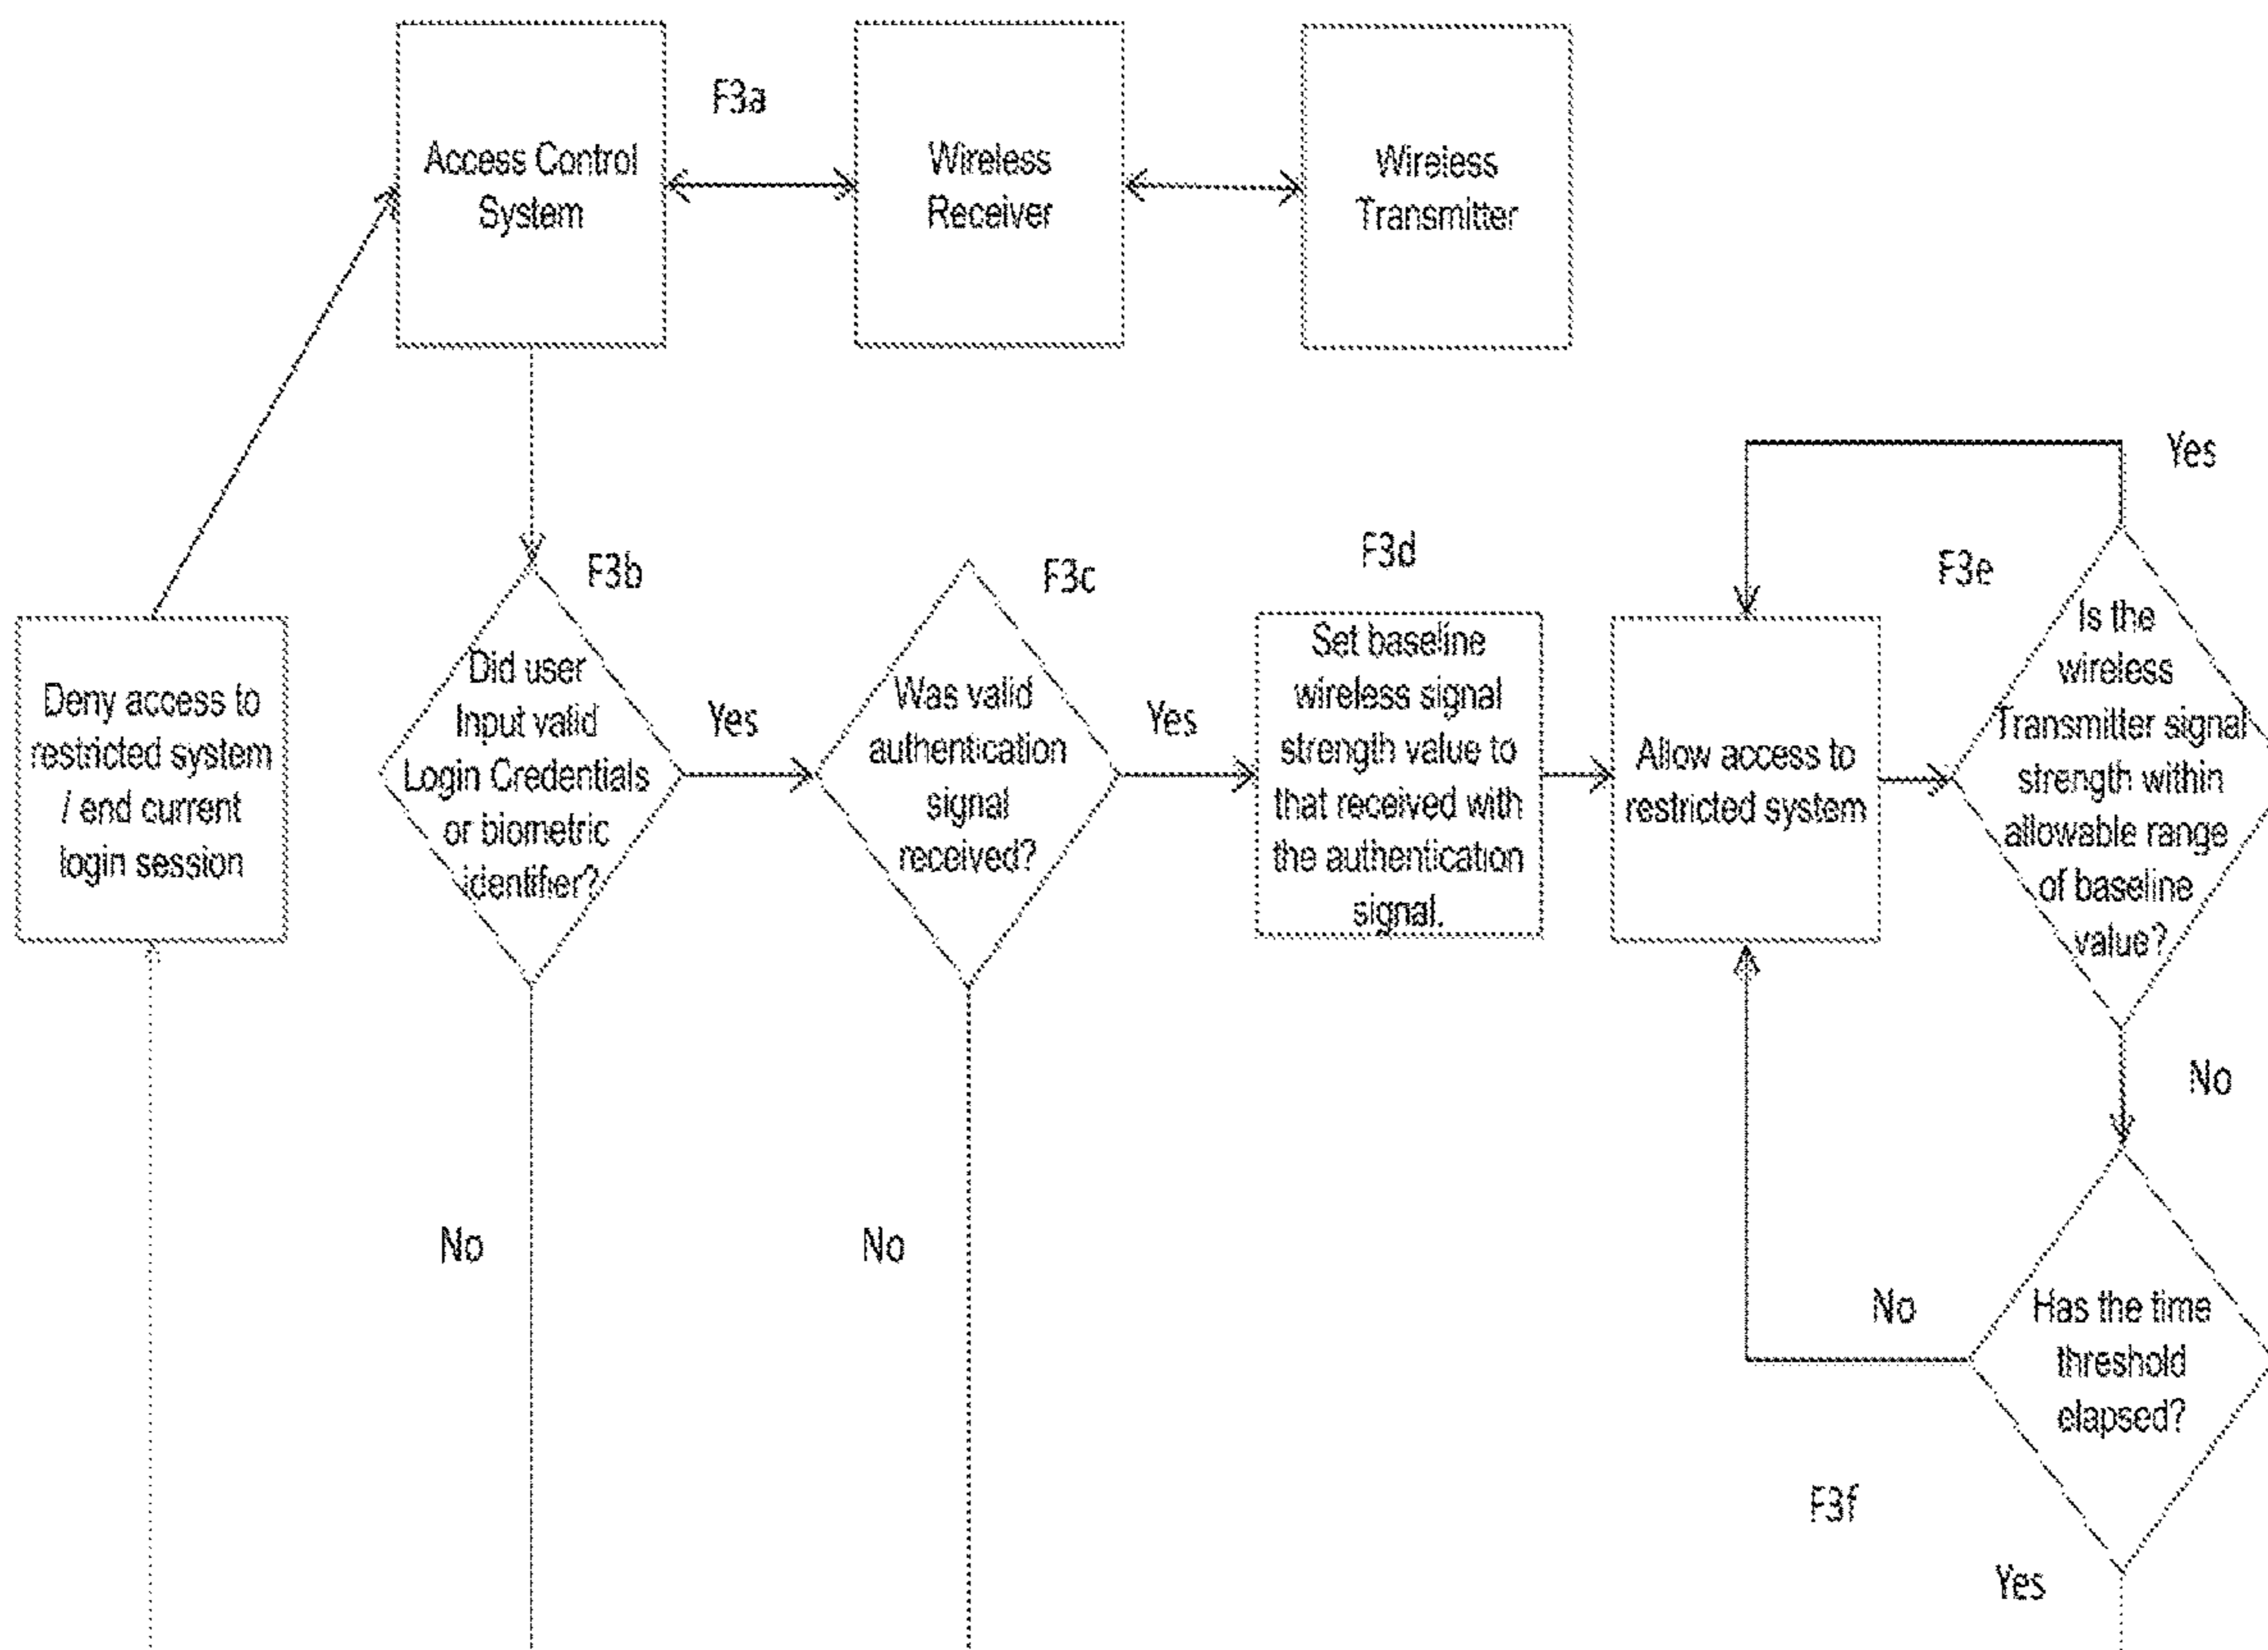 F3a
Access Control
System
Wireless
Receiver
Wireless
Transmitter
Yes
F3b
F3c
F3d
F3e
Deny access to
restricted system
/ end current
login session
Did user
Input valid
Login Credentials
or biometric
identifier?
Yes
Was valid
authentication
signal
received?
Yes
Set baseline
wireless signal
strength value to
that received with
the authentication
signal.
Allow access to
restricted system
Is the
wireless
Transmitter signal
strength within
allowable range
of baseline
value?
No
No
No
No
Has the time
threshold
elapsed?
F3f
Yes